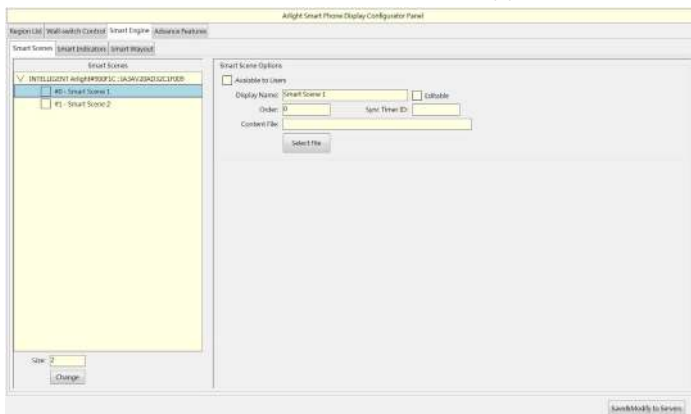 Arlight Smart Phone Display Configurator Panel
Region List Wall-switch Control Smart Engine Advance Features
Smart Scenes Smart Indicators Smart Wayout
Smart Scenes
INTELLIGENT Arlight#900F1C
#0 - Smart Scene 1
#1 - Smart Scene 2
Size: 2
Change
Smart Scene Options
Available to Users
Display Name: Smart Scene 1 Editable
Order: 0 Sync Timer ID:
Content File:
Select File
Save&Modify to Servers